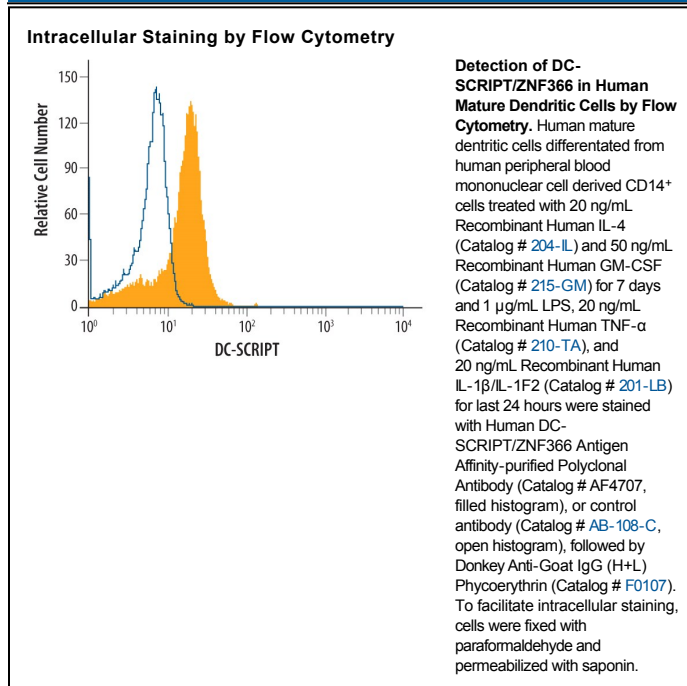 Intracellular Staining by Flow Cytometry
150
120
90
60
30
0
Relative Cell Number
10⁰
10¹
10²
10³
10⁴
DC-SCRIPT
Detection of DC-
SCRIPT/ZNF366 in Human
Mature Dendritic Cells by Flow
Cytometry. Human mature
dentritic cells differentated from
human peripheral blood
mononuclear cell derived CD14⁺
cells treated with 20 ng/mL
Recombinant Human IL-4
(Catalog # 204-IL) and 50 ng/mL
Recombinant Human GM-CSF
(Catalog # 215-GM) for 7 days
and 1 µg/mL LPS, 20 ng/mL
Recombinant Human TNF-α
(Catalog # 210-TA), and
20 ng/mL Recombinant Human
IL-1β/IL-1F2 (Catalog # 201-LB)
for last 24 hours were stained
with Human DC-
SCRIPT/ZNF366 Antigen
Affinity-purified Polyclonal
Antibody (Catalog # AF4707,
filled histogram), or control
antibody (Catalog # AB-108-C,
open histogram), followed by
Donkey Anti-Goat IgG (H+L)
Phycoerythrin (Catalog # F0107).
To facilitate intracellular staining,
cells were fixed with
paraformaldehyde and
permeabilized with saponin.